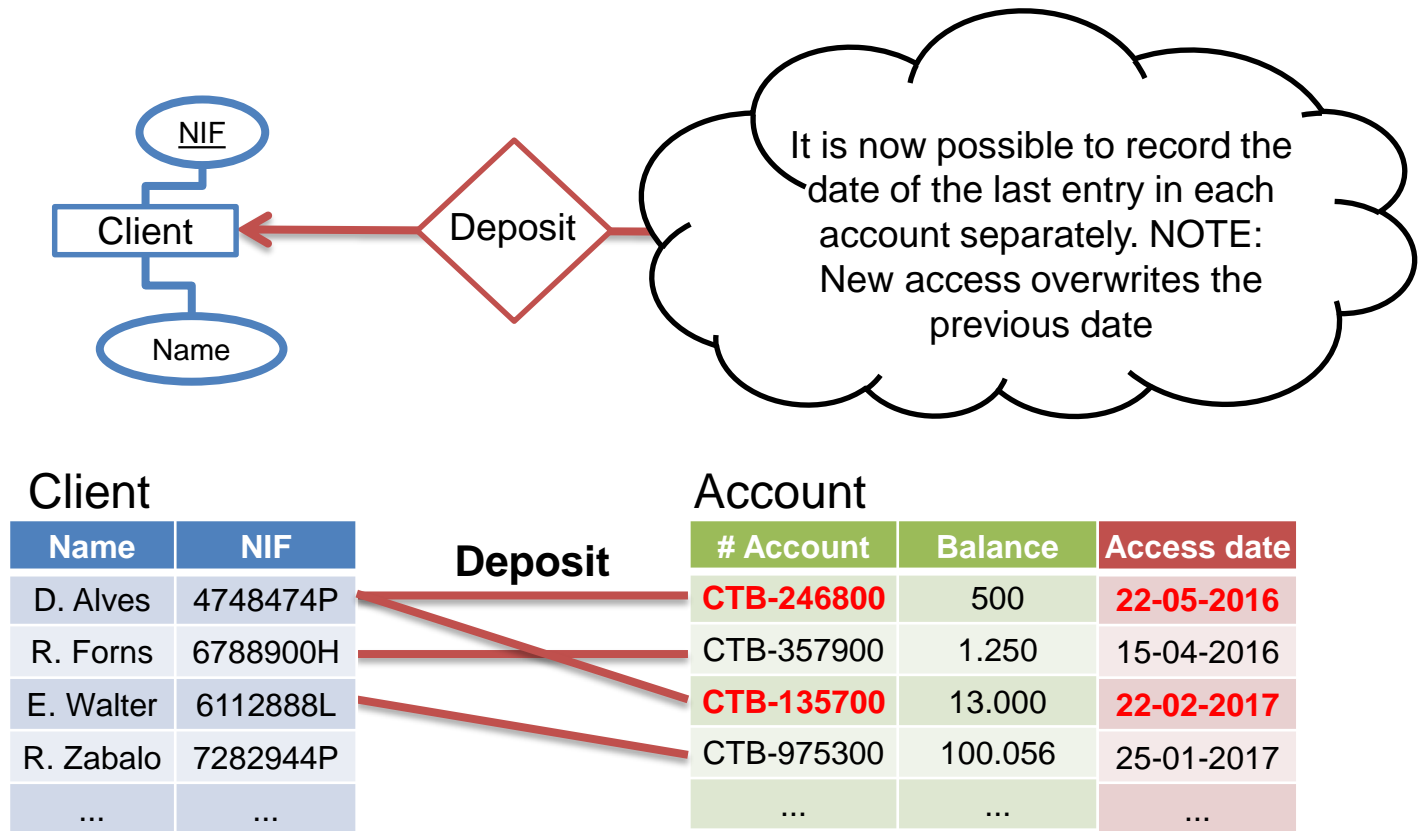 NIF
Client
Name
Deposit
It is now possible to record the
date of the last entry in each
account separately. NOTE:
New access overwrites the
previous date
Client
Name NIF
D. Alves 4748474P
R. Forns 6788900H
E. Walter 6112888L
R. Zabalo 7282944P
... ...
Deposit
Account
# Account Balance Access date
CTB-246800 500 22-05-2016
CTB-357900 1.250 15-04-2016
CTB-135700 13.000 22-02-2017
CTB-975300 100.056 25-01-2017
... ... ...